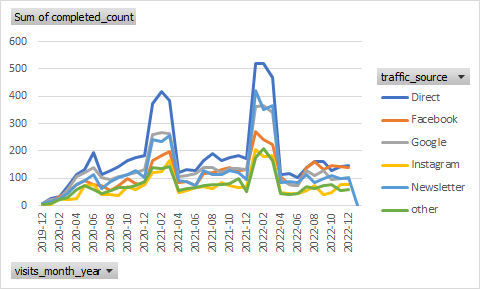 Sum of completed_count
600
500
400
300
200
100
0
2019-12
2020-02
2020-04
2020-06
2020-08
2020-10
2020-12
2021-02
2021-04
2021-06
2021-08
2021-10
2021-12
2022-02
2022-04
2022-06
2022-08
2022-10
2022-12
traffic_source
Direct
Facebook
Google
Instagram
Newsletter
other
visits_month_year